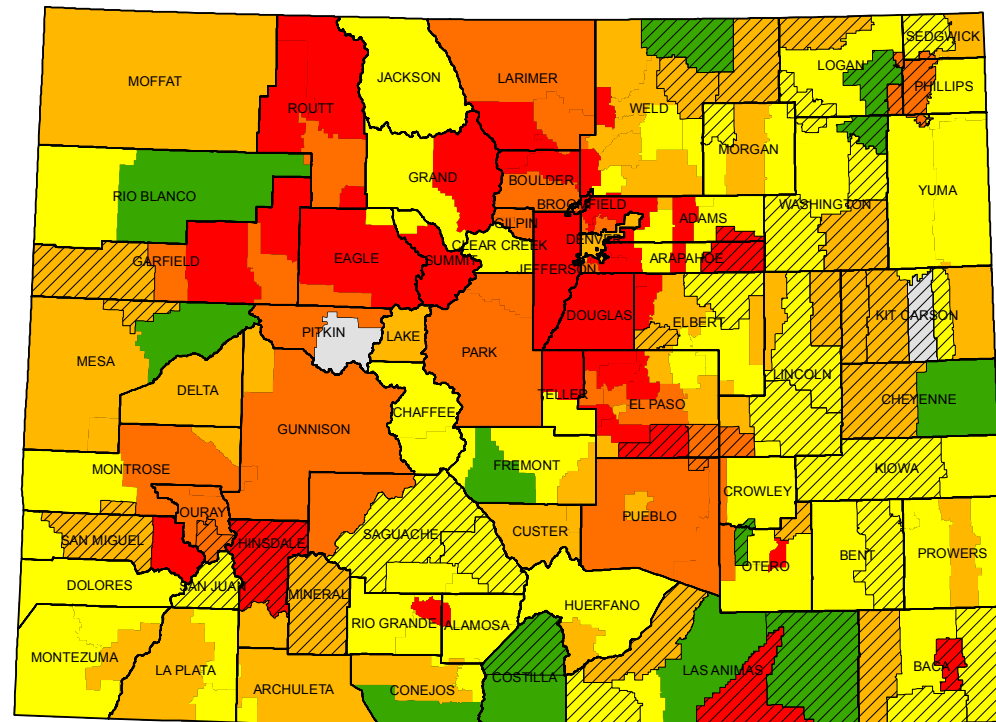 SEDGWICK
LOGAN
MOFFAT
JACKSON
LARIMER
PHILLIPS
ROUTT
WELD
MORGAN
GRAND
BOULDER
RIO BLANCO
YUMA
BROOMFIELD
WASHINGTON
GILPIN
ADAMS
CLEAR CREEK
DENVER
EAGLE
SUMMIT
GARFIELD
ARAPAHOE
JEFFERSON
DOUGLAS
KIT CARSON
ELBERT
PITKIN
LAKE
PARK
MESA
LINCOLN
DELTA
TELLER
CHEYENNE
EL PASO
CHAFFEE
GUNNISON
FREMONT
MONTROSE
KIOWA
CROWLEY
OURAY
PUEBLO
CUSTER
SAGUACHE
SAN MIGUEL
HINSDALE
BENT
PROWERS
OTERO
DOLORES
SAN JUAN
MINERAL
HUERFANO
RIO GRANDE
ALAMOSA
MONTEZUMA
LA PLATA
LAS ANIMAS
BACA
COSTILLA
ARCHULETA
CONEJOS